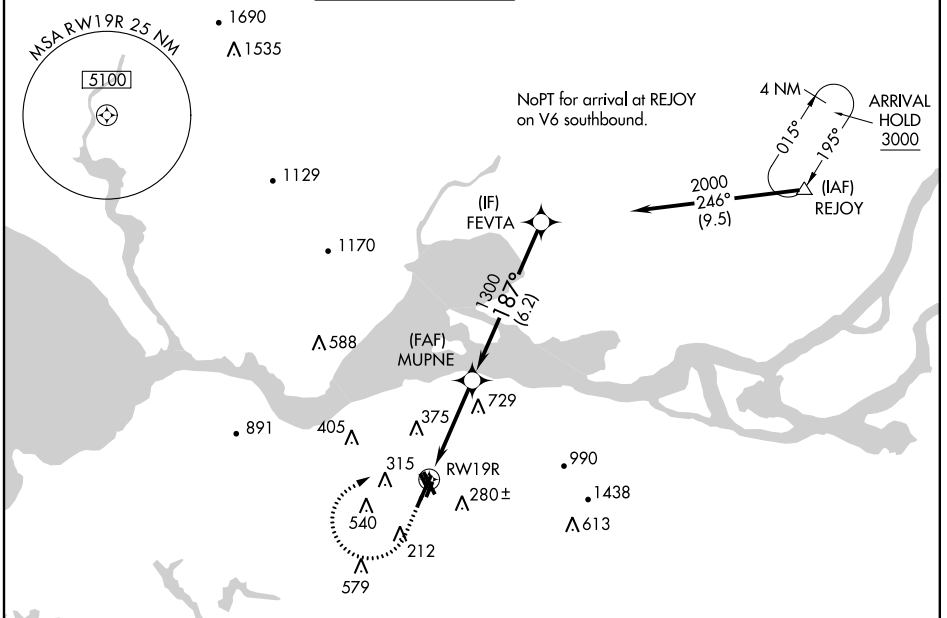 MSA RW19R 25 NM
5100
1690
1535
NoPT for arrival at REJOY
on V6 southbound.
4 NM
015°
195°
ARRIVAL
HOLD
3000
(IAF)
REJOY
2000
246°
(9.5)
1129
(IF)
FEVTA
1170
1300
187°
(6.2)
588
(FAF)
MUPNE
729
375
405
891
315
RW19R
990
280±
1438
540
613
212
579